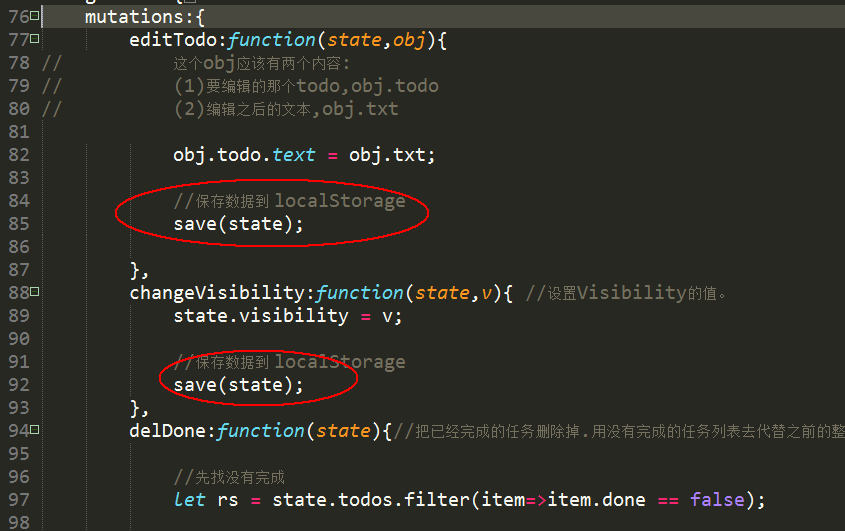 76 mutations:{
77 editTodo:function(state,obj){
78 // 这个obj应该有两个内容:
79 // (1)要编辑的那个todo,obj.todo
80 // (2)编辑之后的文本,obj.txt
81
82 obj.todo.text = obj.txt;
83
84 //保存数据到 localStorage
85 save(state);
86
87 },
88 changeVisibility:function(state,v){ //设置Visibility的值。
89 state.visibility = v;
90
91 //保存数据到 localStorage
92 save(state);
93 },
94 delDone:function(state){//把已经完成的任务删除掉.用没有完成的任务列表去代替之前的整
95
96 //先找没有完成
97 let rs = state.todos.filter(item=>item.done == false);
98